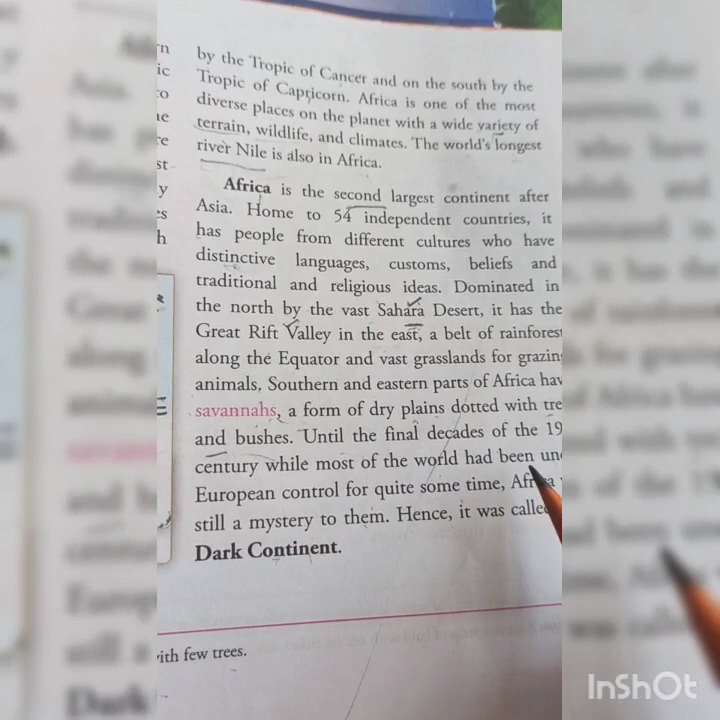 by the Tropic of Cancer and on the south by the
Tropic of Capricorn. Africa is one of the most
diverse places on the planet with a wide variety of
terrain, wildlife, and climates. The world's longest
river Nile is also in Africa.
Africa is the second largest continent after
Asia. Home to 54 independent countries, it
has people from different cultures who have
distinctive languages, customs, beliefs and
traditional and religious ideas. Dominated in
the north by the vast Sahara Desert, it has the
Great Rift Valley in the east, a belt of rainfores
along the Equator and vast grasslands for grazin
animals, Southern and eastern parts of Africa hav
savannahs, a form of dry plains dotted with tre
and bushes. Until the final decades of the 19
century while most of the world had been un
European control for quite some time,
still a mystery to them. Hence, it was calle
Dark Continent.
with few trees.
InShOt